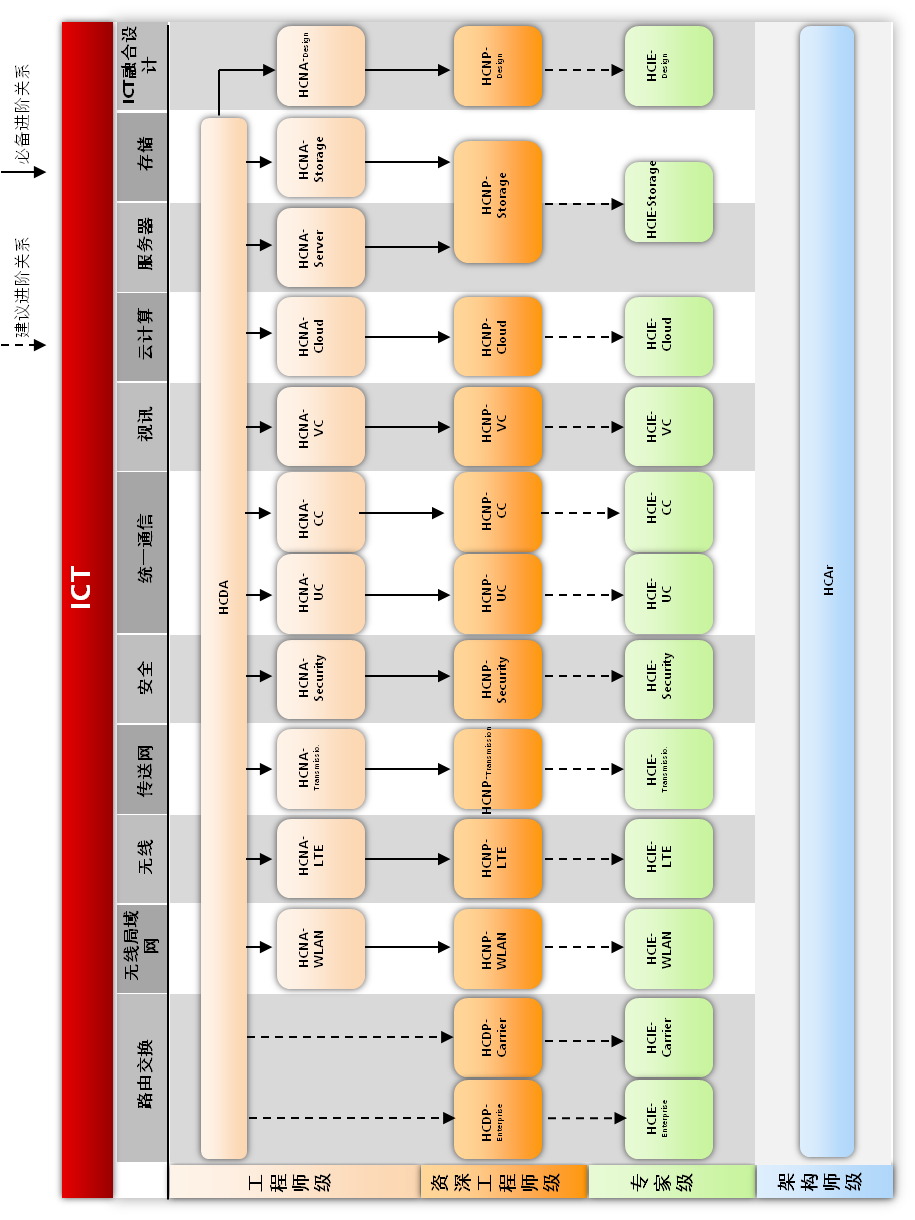 建议进阶关系
必备进阶关系
ICT
路由交换
无线局域
网
无线
传送网
安全
统一通信
视讯
云计算
服务器
存储
ICT融合设
计
工程师级
HCDA
HCNA-
WLAN
HCNA-
LTE
HCNA-
Transmissio.
HCNA-
Security
HCNA-
UC
HCNA-
CC
HCNA-
VC
HCNA-
Cloud
HCNA-
Server
HCNA-
Storage
HCNA-Design
资深工程师级
HCDP-
Enterprise
HCDP-
Carrier
HCNP-
WLAN
HCNP-
LTE
HCNP-Transmission
HCNP-
Security
HCNP-
UC
HCNP-
CC
HCNP-
VC
HCNP-
Cloud
HCNP-
Storage
HCNP-
Design
专家级
HCIE-
Enterprise
HCIE-
Carrier
HCIE-
WLAN
HCIE-
LTE
HCIE-
Transmissio.
HCIE-
Security
HCIE-
UC
HCIE-
CC
HCIE-
VC
HCIE-
Cloud
HCIE-Storage
HCIE-
Design
架构师级
HCAr